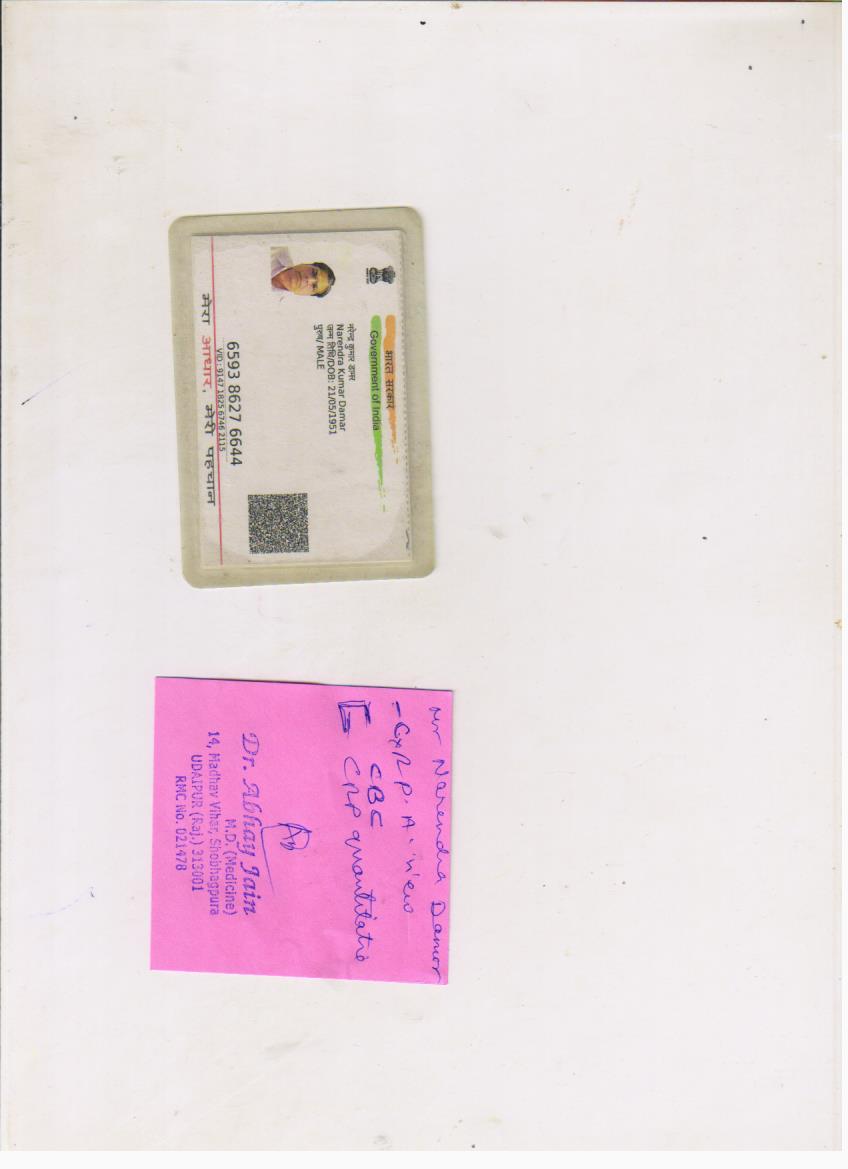 भारत सरकार
Government of India
नरेन्द्र कुमार डामर
Narendra Kumar Damar
जन्म तिथि/DOB: 21/05/1951
पुरुष/ MALE
6593 8627 6644
VID : 9147 1825 6746 2115
मेरा आधार, मेरी पहचान
Mr Narendra Damor
- CXR P.A. view
CBC
CRP quantitatie
Dr. Abhay Jain
M.D. (Medicine)
14, Madhav Vihar, Shobhagpura
UDAIPUR (Raj.) 313001
RMC No. 021478